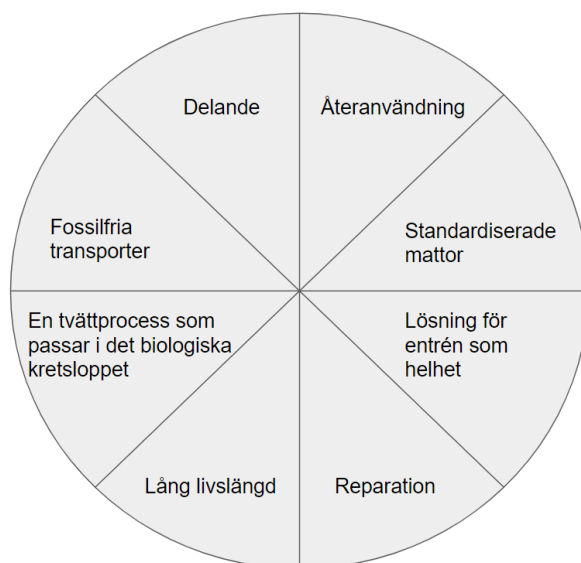 Delande
Återanvändning
Fossilfria
transporter
Standardiserade
mattor
En tvättprocess som
passar i det biologiska
kretsloppet
Lösning för
entrén som
helhet
Lång livslängd
Reparation